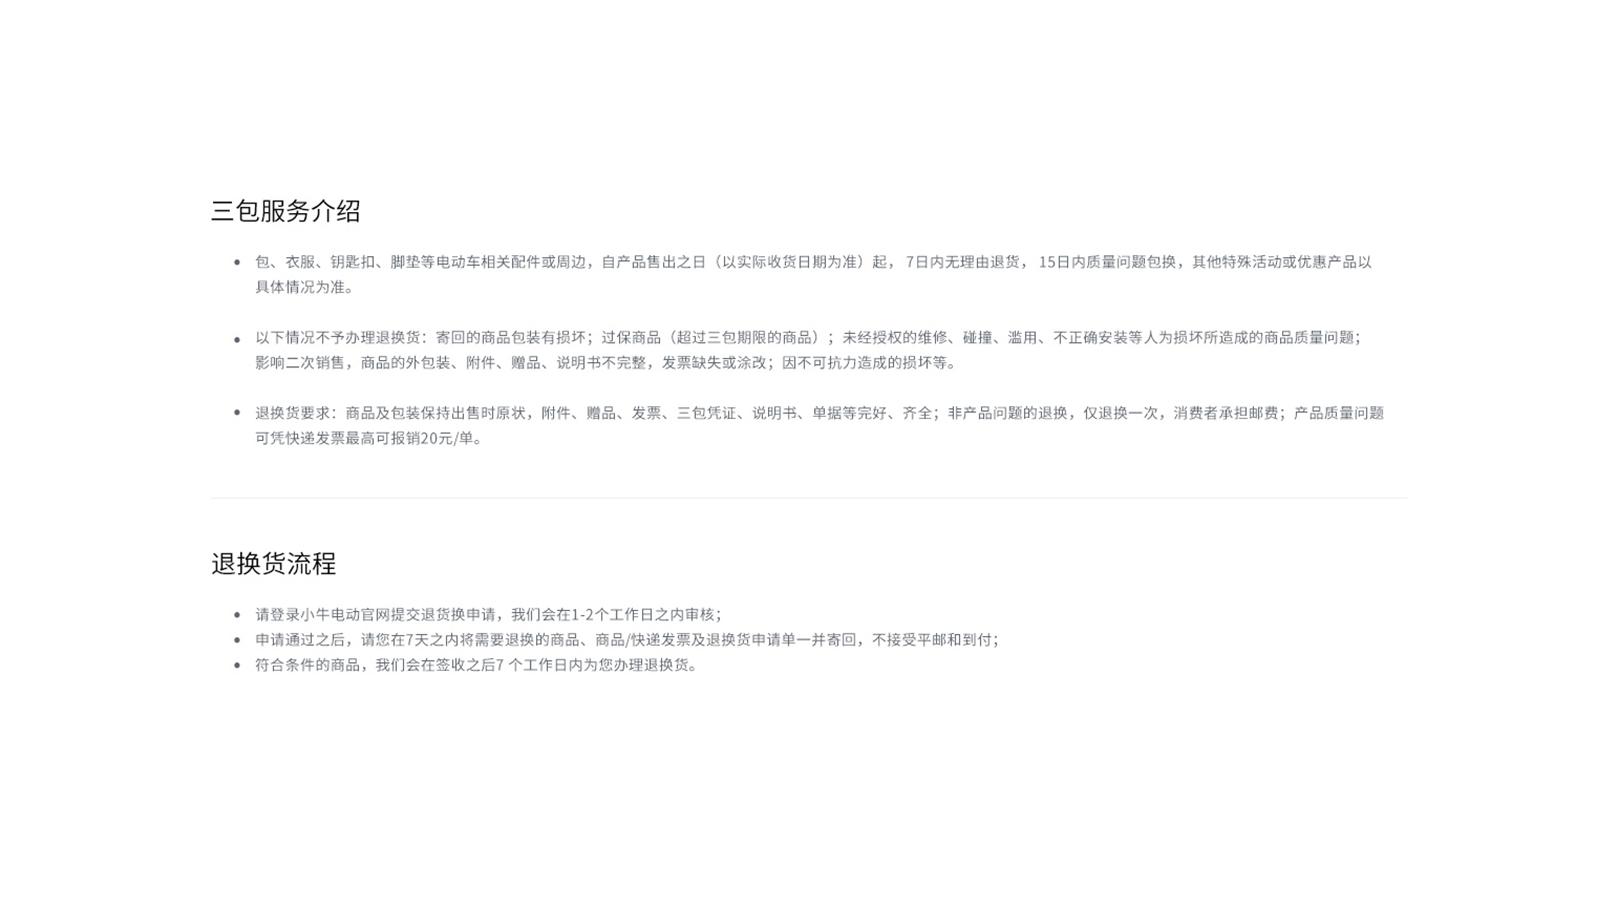 三包服务介绍
包、衣服、钥匙扣、脚垫等电动车相关配件或周边，自产品售出之日（以实际收货日期为准）起， 7日内无理由退货， 15日内质量问题包换，其他特殊活动或优惠产品以
具体情况为准。
以下情况不予办理退换货：寄回的商品包装有损坏；过保商品（超过三包期限的商品）；未经授权的维修、碰撞、滥用、不正确安装等人为损坏所造成的商品质量问题；
影响二次销售，商品的外包装、附件、赠品、说明书不完整，发票缺失或涂改；因不可抗力造成的损坏等。
退换货要求：商品及包装保持出售时原状，附件、赠品、发票、三包凭证、说明书、单据等完好、齐全；非产品问题的退换，仅退换一次，消费者承担邮费；产品质量问题
可凭快递发票最高可报销20元/单。
退换货流程
请登录小牛电动官网提交退货换申请，我们会在1-2个工作日之内审核；
申请通过之后，请您在7天之内将需要退换的商品、商品/快递发票及退换货申请单一并寄回，不接受平邮和到付；
符合条件的商品，我们会在签收之后7 个工作日内为您办理退换货。